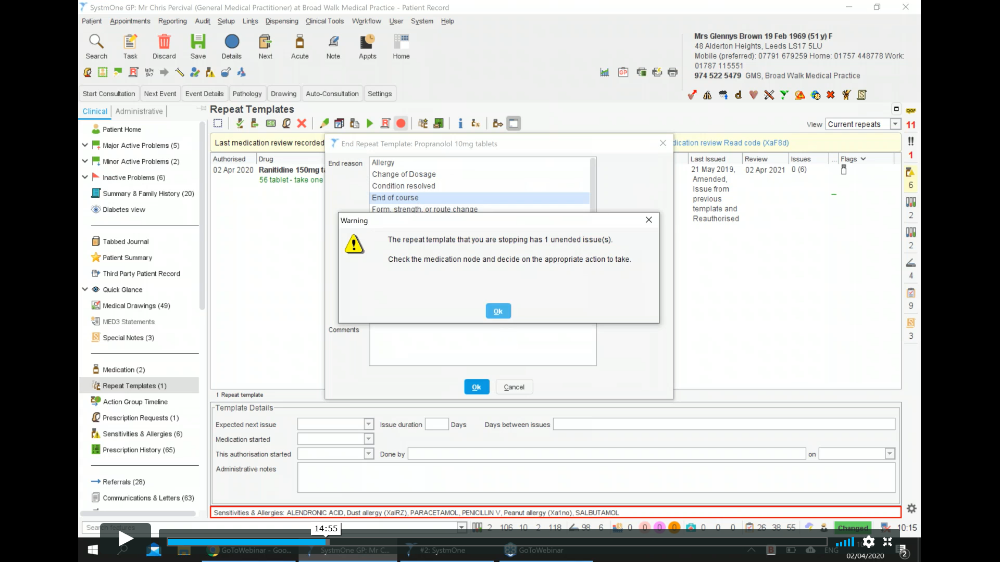 SystmOne GP: Mr Chris Percival (General Medical Practitioner) at Broad Walk Medical Practice - Patient Record
Patient Appointments Reporting Audit Setup Links Dispensing Clinical Tools Workflow User System Help
Search Task Discard Save Details Next Acute Note Appts Home
Mrs Glennys Brown 19 Feb 1969 (51 y) F
48 Alderton Heights, Leeds LS17 5LU
Mobile (preferred): 07791 679259 Home: 01757 448778 Work:
01787 115551
974 522 5479 GMS, Broad Walk Medical Practice
Start Consultation Next Event Event Details Pathology Drawing Auto-Consultation Settings
Clinical Administrative
Patient Home
Major Active Problems (5)
Minor Active Problems (2)
Inactive Problems (6)
Summary & Family History (20)
Diabetes view
Tabbed Journal
Patient Summary
Third Party Patient Record
Quick Glance
Medical Drawings (49)
MED3 Statements
Special Notes (3)
Medication (2)
Repeat Templates (1)
Action Group Timeline
Prescription Requests (1)
Sensitivities & Allergies (6)
Prescription History (65)
Referrals (28)
Communications & Letters (63)
Repeat Templates
View Current repeats
Last medication review recorded
dication review Read code (XaF8d)
Authorised Drug Last Issued Review Issues ... Flags
02 Apr 2020 Ranitidine 150mg ta
56 tablet - take one
21 May 2019,
Amended,
Issue from
previous
template and
Reauthorised
02 Apr 2021 0 (6)
End Repeat Template: Propranolol 10mg tablets
End reason
Allergy
Change of Dosage
Condition resolved
End of course
Form, strength, or route change
Warning
The repeat template that you are stopping has 1 unended issue(s).
Check the medication node and decide on the appropriate action to take.
Ok
Comments
Ok Cancel
1 Repeat template
Template Details
Expected next issue Issue duration Days Days between issues
Medication started
This authorisation started Done by on
Administrative notes
Sensitivities & Allergies: ALENDRONIC ACID, Dust allergy (XaIRZ), PARACETAMOL, PENICILLIN V, Peanut allergy (Xa1no), SALBUTAMOL
QOF
11
!!
1
6
2
2
4
9
3
Search features
2 106 10 2 118 98 6 0 0 0 0 0 0 0 26 38 55 Changed 10:15
14:55
GoToWebinar - Goo... SystmOne GP: Mr C... #2: SystmOne GoToWebinar
ENG
02/04/2020
2